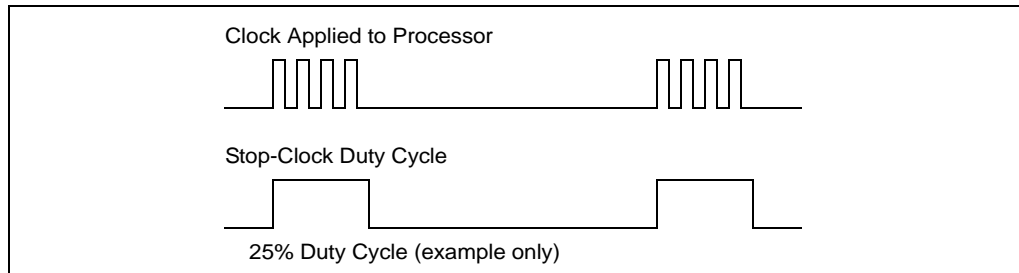 Clock Applied to Processor
Stop-Clock Duty Cycle
25% Duty Cycle (example only)